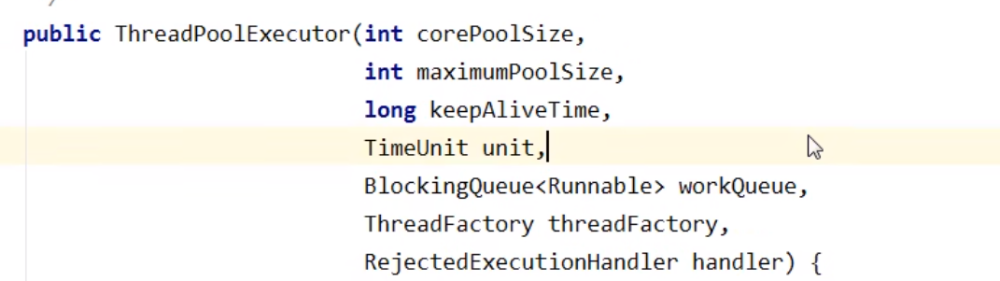 public ThreadPoolExecutor(int corePoolSize,
int maximumPoolSize,
long keepAliveTime,
TimeUnit unit,
BlockingQueue<Runnable> workQueue,
ThreadFactory threadFactory,
RejectedExecutionHandler handler) {